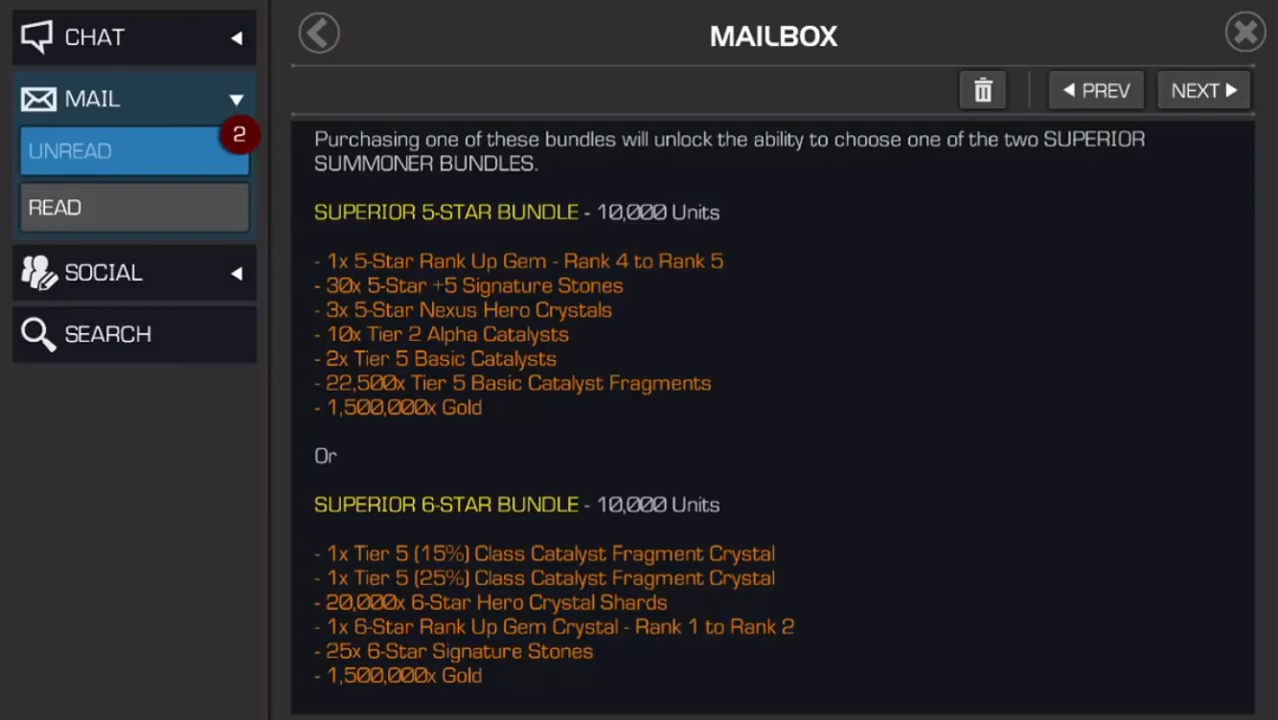 CHAT
MAIL
2
UNREAD
READ
SOCIAL
SEARCH
MAILBOX
PREV
NEXT
Purchasing one of these bundles will unlock the ability to choose one of the two SUPERIOR
SUMMONER BUNDLES.
SUPERIOR 5-STAR BUNDLE - 10,000 Units
- 1x 5-Star Rank Up Gem - Rank 4 to Rank 5
- 30x 5-Star +5 Signature Stones
- 3x 5-Star Nexus Hero Crystals
- 10x Tier 2 Alpha Catalysts
- 2x Tier 5 Basic Catalysts
- 22,500x Tier 5 Basic Catalyst Fragments
- 1,500,000x Gold
Or
SUPERIOR 6-STAR BUNDLE - 10,000 Units
- 1x Tier 5 (15%) Class Catalyst Fragment Crystal
- 1x Tier 5 (25%) Class Catalyst Fragment Crystal
- 20,000x 6-Star Hero Crystal Shards
- 1x 6-Star Rank Up Gem Crystal - Rank 1 to Rank 2
- 25x 6-Star Signature Stones
- 1,500,000x Gold